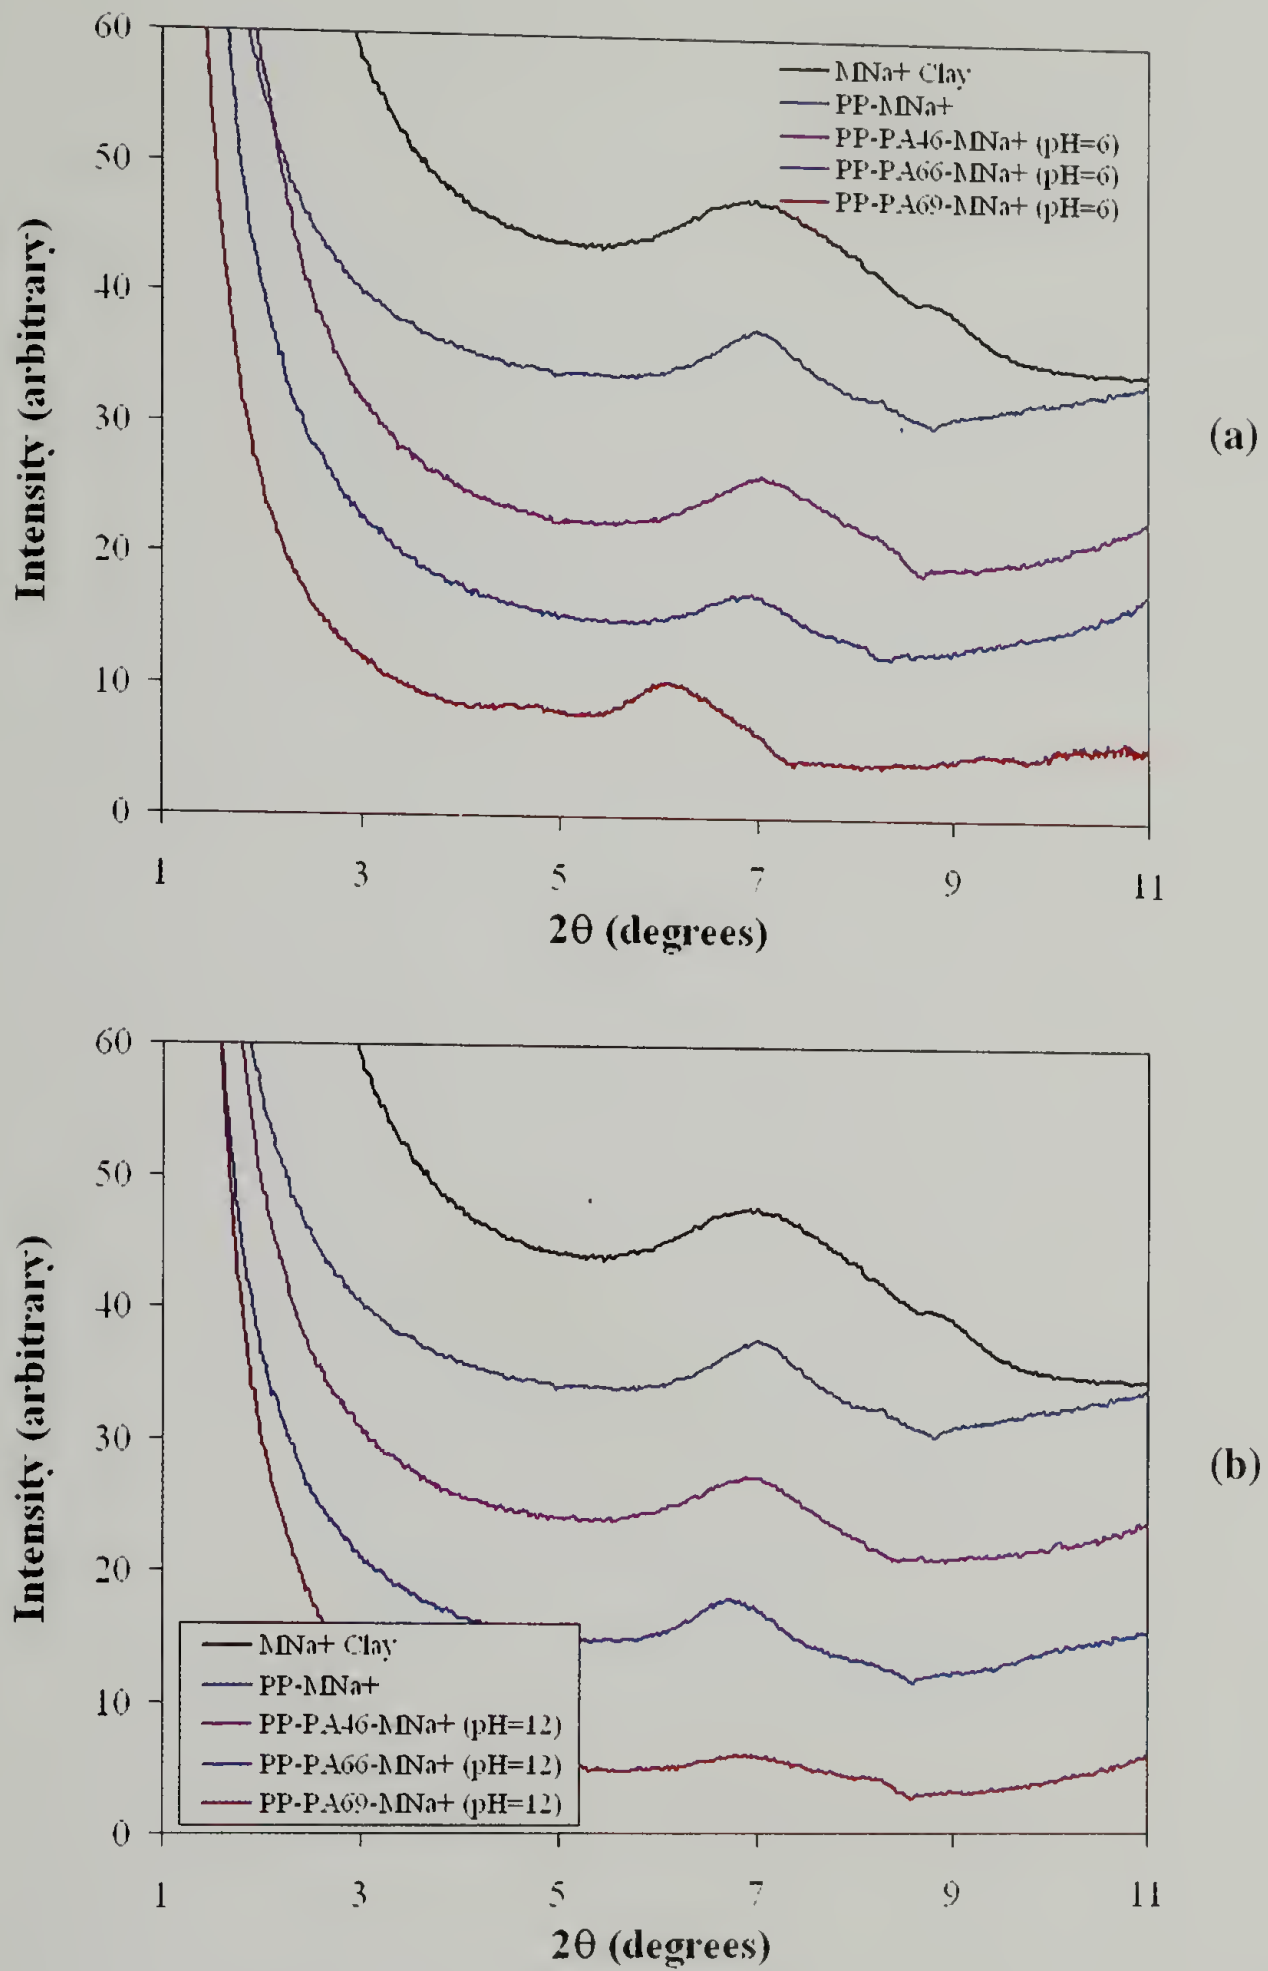 60
50
40
30
20
10
0
Intensity (arbitrary)
MNa+ Clay
PP-MNa+
PP-PA46-MNa+ (pH=6)
PP-PA66-MNa+ (pH=6)
PP-PA69-MNa+ (pH=6)
(a)
1 3 5 7 9 11
2θ (degrees)
60
50
40
30
20
10
0
Intensity (arbitrary)
MNa+ Clay
PP-MNa+
PP-PA46-MNa+ (pH=12)
PP-PA66-MNa+ (pH=12)
PP-PA69-MNa+ (pH=12)
(b)
1 3 5 7 9 11
2θ (degrees)